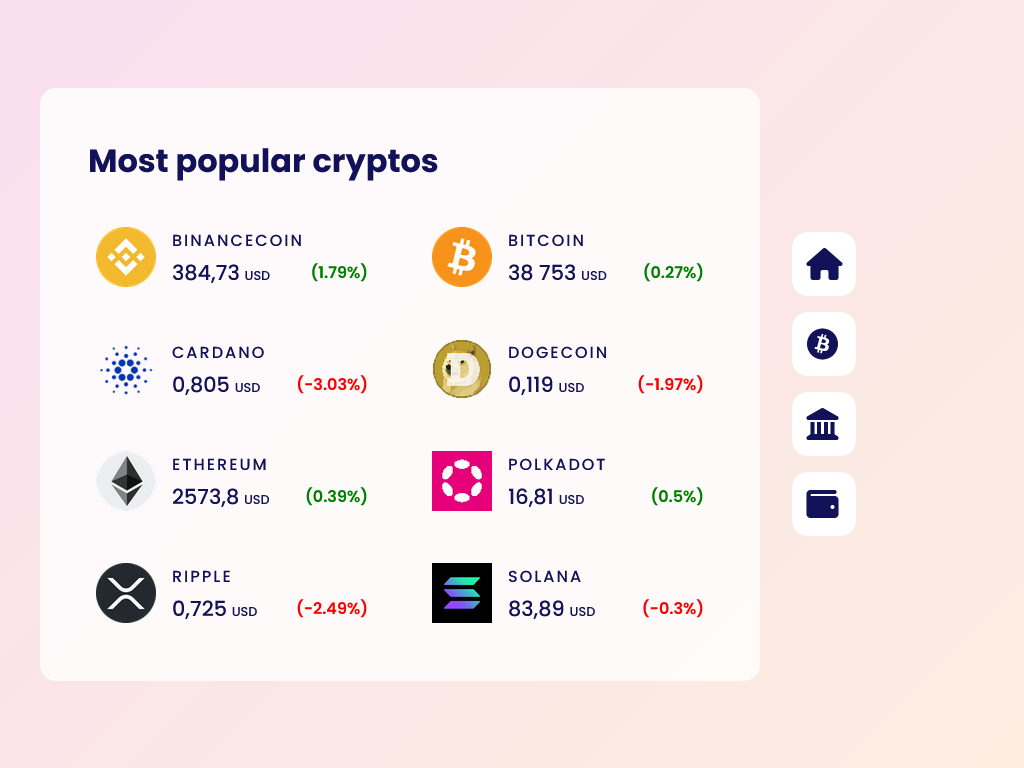 Most popular cryptos
BINANCECOIN
384,73 USD (1.79%)
BITCOIN
38 753 USD (0.27%)
CARDANO
0,805 USD (-3.03%)
DOGECOIN
0,119 USD (-1.97%)
ETHEREUM
2573,8 USD (0.39%)
POLKADOT
16,81 USD (0.5%)
RIPPLE
0,725 USD (-2.49%)
SOLANA
83,89 USD (-0.3%)